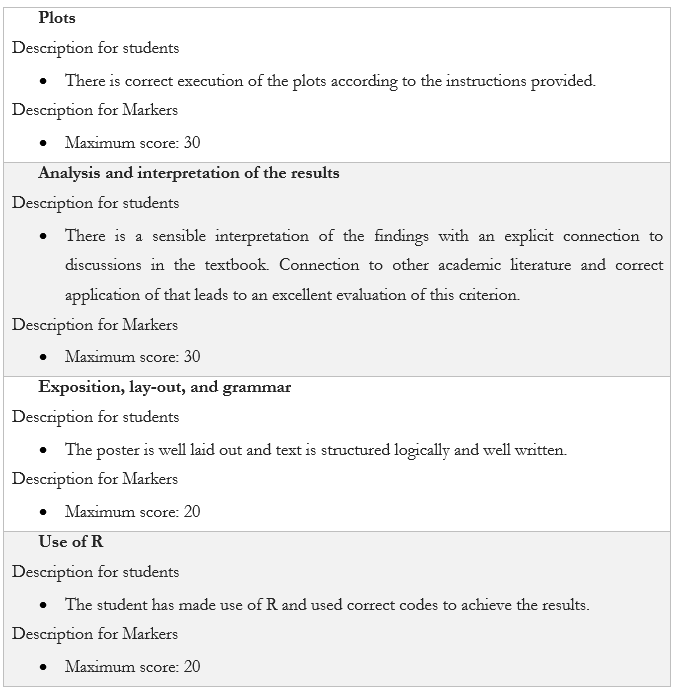 Plots
Description for students
• There is correct execution of the plots according to the instructions provided.
Description for Markers
• Maximum score: 30
Analysis and interpretation of the results
Description for students
• There is a sensible interpretation of the findings with an explicit connection to
discussions in the textbook. Connection to other academic literature and correct
application of that leads to an excellent evaluation of this criterion.
Description for Markers
• Maximum score: 30
Exposition, lay-out, and grammar
Description for students
• The poster is well laid out and text is structured logically and well written.
Description for Markers
• Maximum score: 20
Use of R
Description for students
• The student has made use of R and used correct codes to achieve the results.
Description for Markers
• Maximum score: 20